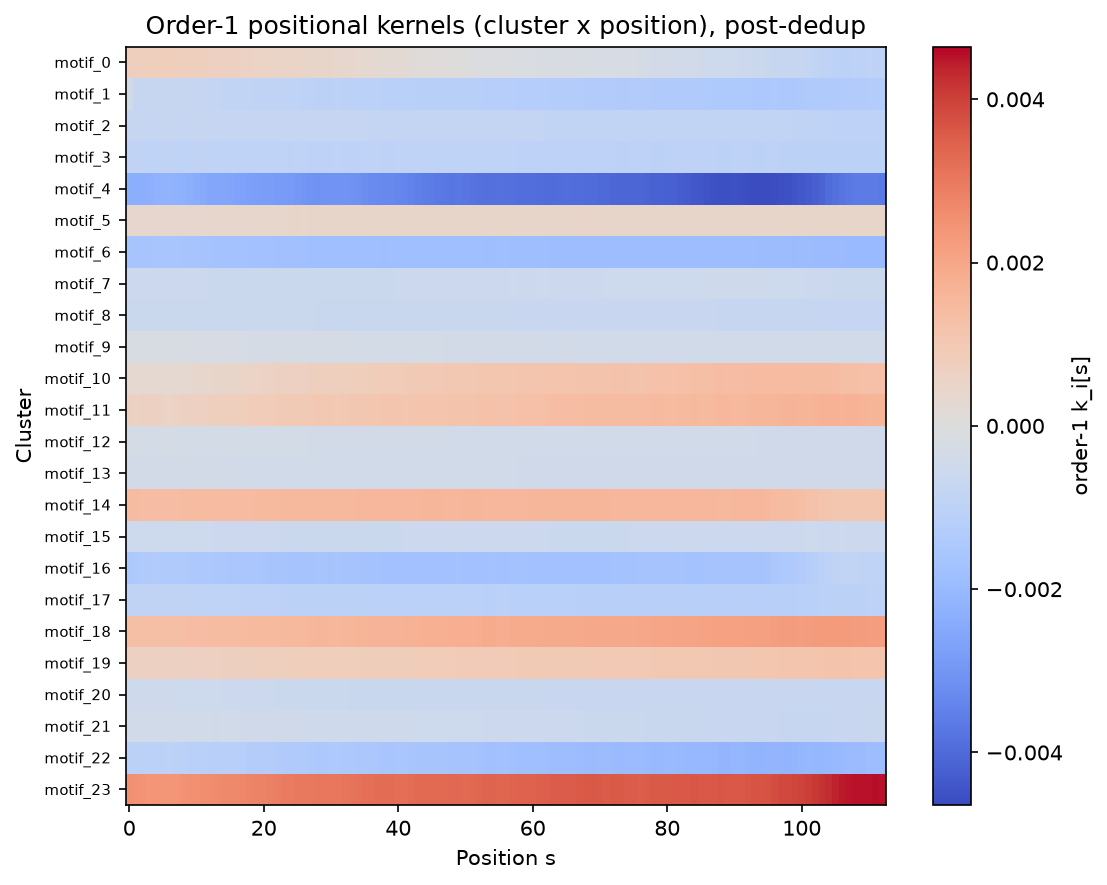 Order-1 positional kernels (cluster x position), post-dedup
motif_0
motif_1
motif_2
motif_3
motif_4
motif_5
motif_6
motif_7
motif_8
motif_9
motif_10
motif_11
motif_12
motif_13
motif_14
motif_15
motif_16
motif_17
motif_18
motif_19
motif_20
motif_21
motif_22
motif_23
Cluster
0 20 40 60 80 100
Position s
0.004
0.002
0.000
−0.002
−0.004
order-1 k_i[s]